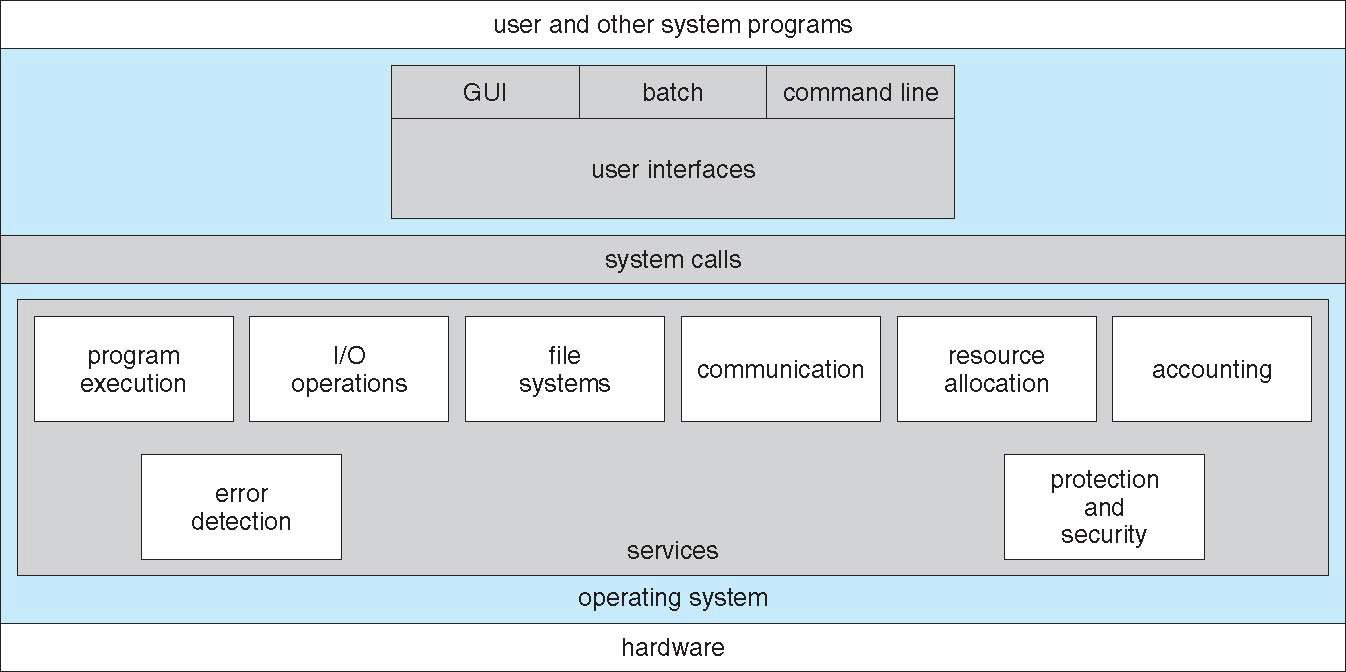 user and other system programs
GUI
batch
command line
user interfaces
system calls
program
execution
I/O
operations
file
systems
communication
resource
allocation
accounting
error
detection
protection
and
security
services
operating system
hardware